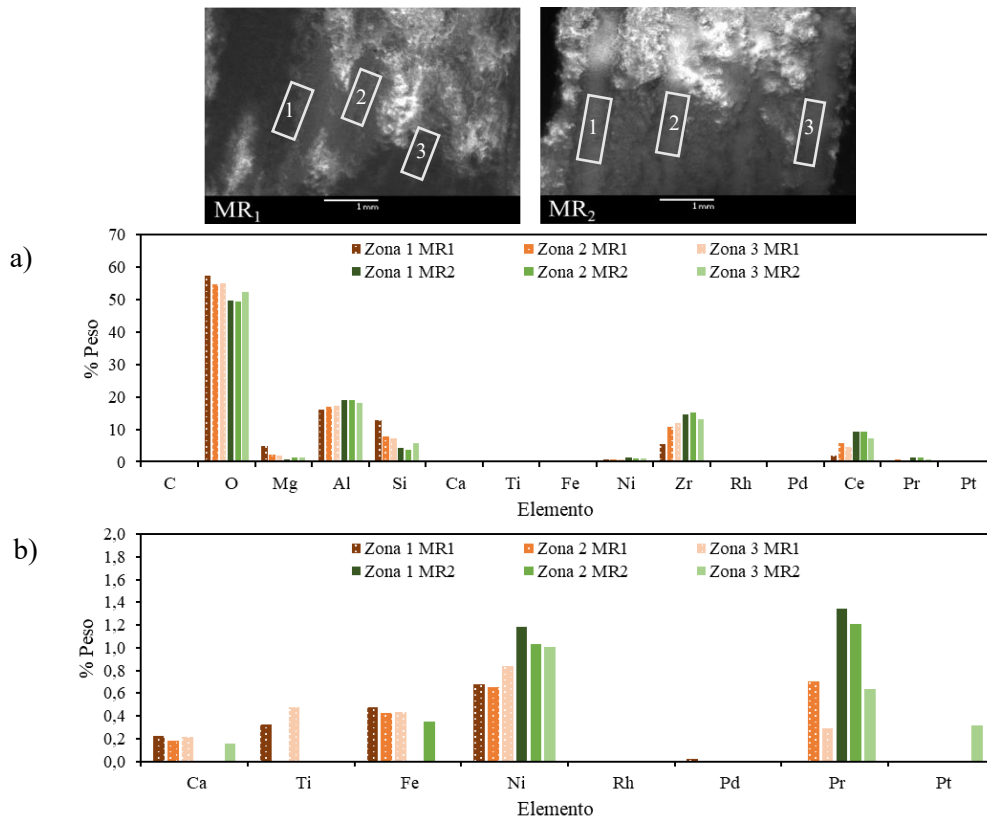 1
2
3
1 mm
MR1
1
2
3
1 mm
MR2
a)
70
60
50
40
30
20
10
0
% Peso
Zona 1 MR1 Zona 2 MR1 Zona 3 MR1
Zona 1 MR2 Zona 2 MR2 Zona 3 MR2
C O Mg Al Si Ca Ti Fe Ni Zr Rh Pd Ce Pr Pt
Elemento
b)
2,0
1,8
1,6
1,4
1,2
1,0
0,8
0,6
0,4
0,2
0,0
% Peso
Zona 1 MR1 Zona 2 MR1 Zona 3 MR1
Zona 1 MR2 Zona 2 MR2 Zona 3 MR2
Ca Ti Fe Ni Rh Pd Pr Pt
Elemento